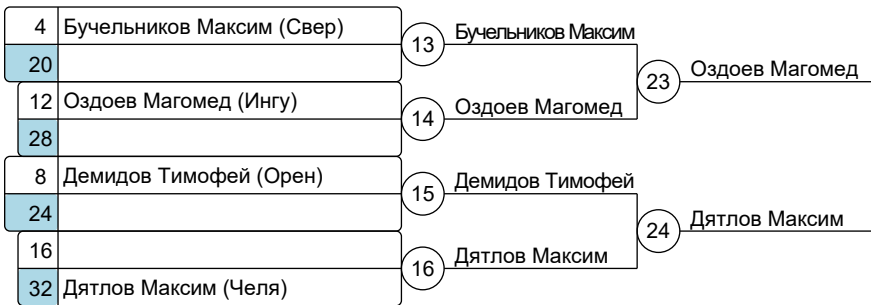 4 Бучельников Максим (Свер)
20
13 Бучельников Максим
12 Оздоев Магомед (Ингу)
28
14 Оздоев Магомед
23 Оздоев Магомед
8 Демидов Тимофей (Орен)
24
15 Демидов Тимофей
16
32 Дятлов Максим (Челя)
16 Дятлов Максим
24 Дятлов Максим